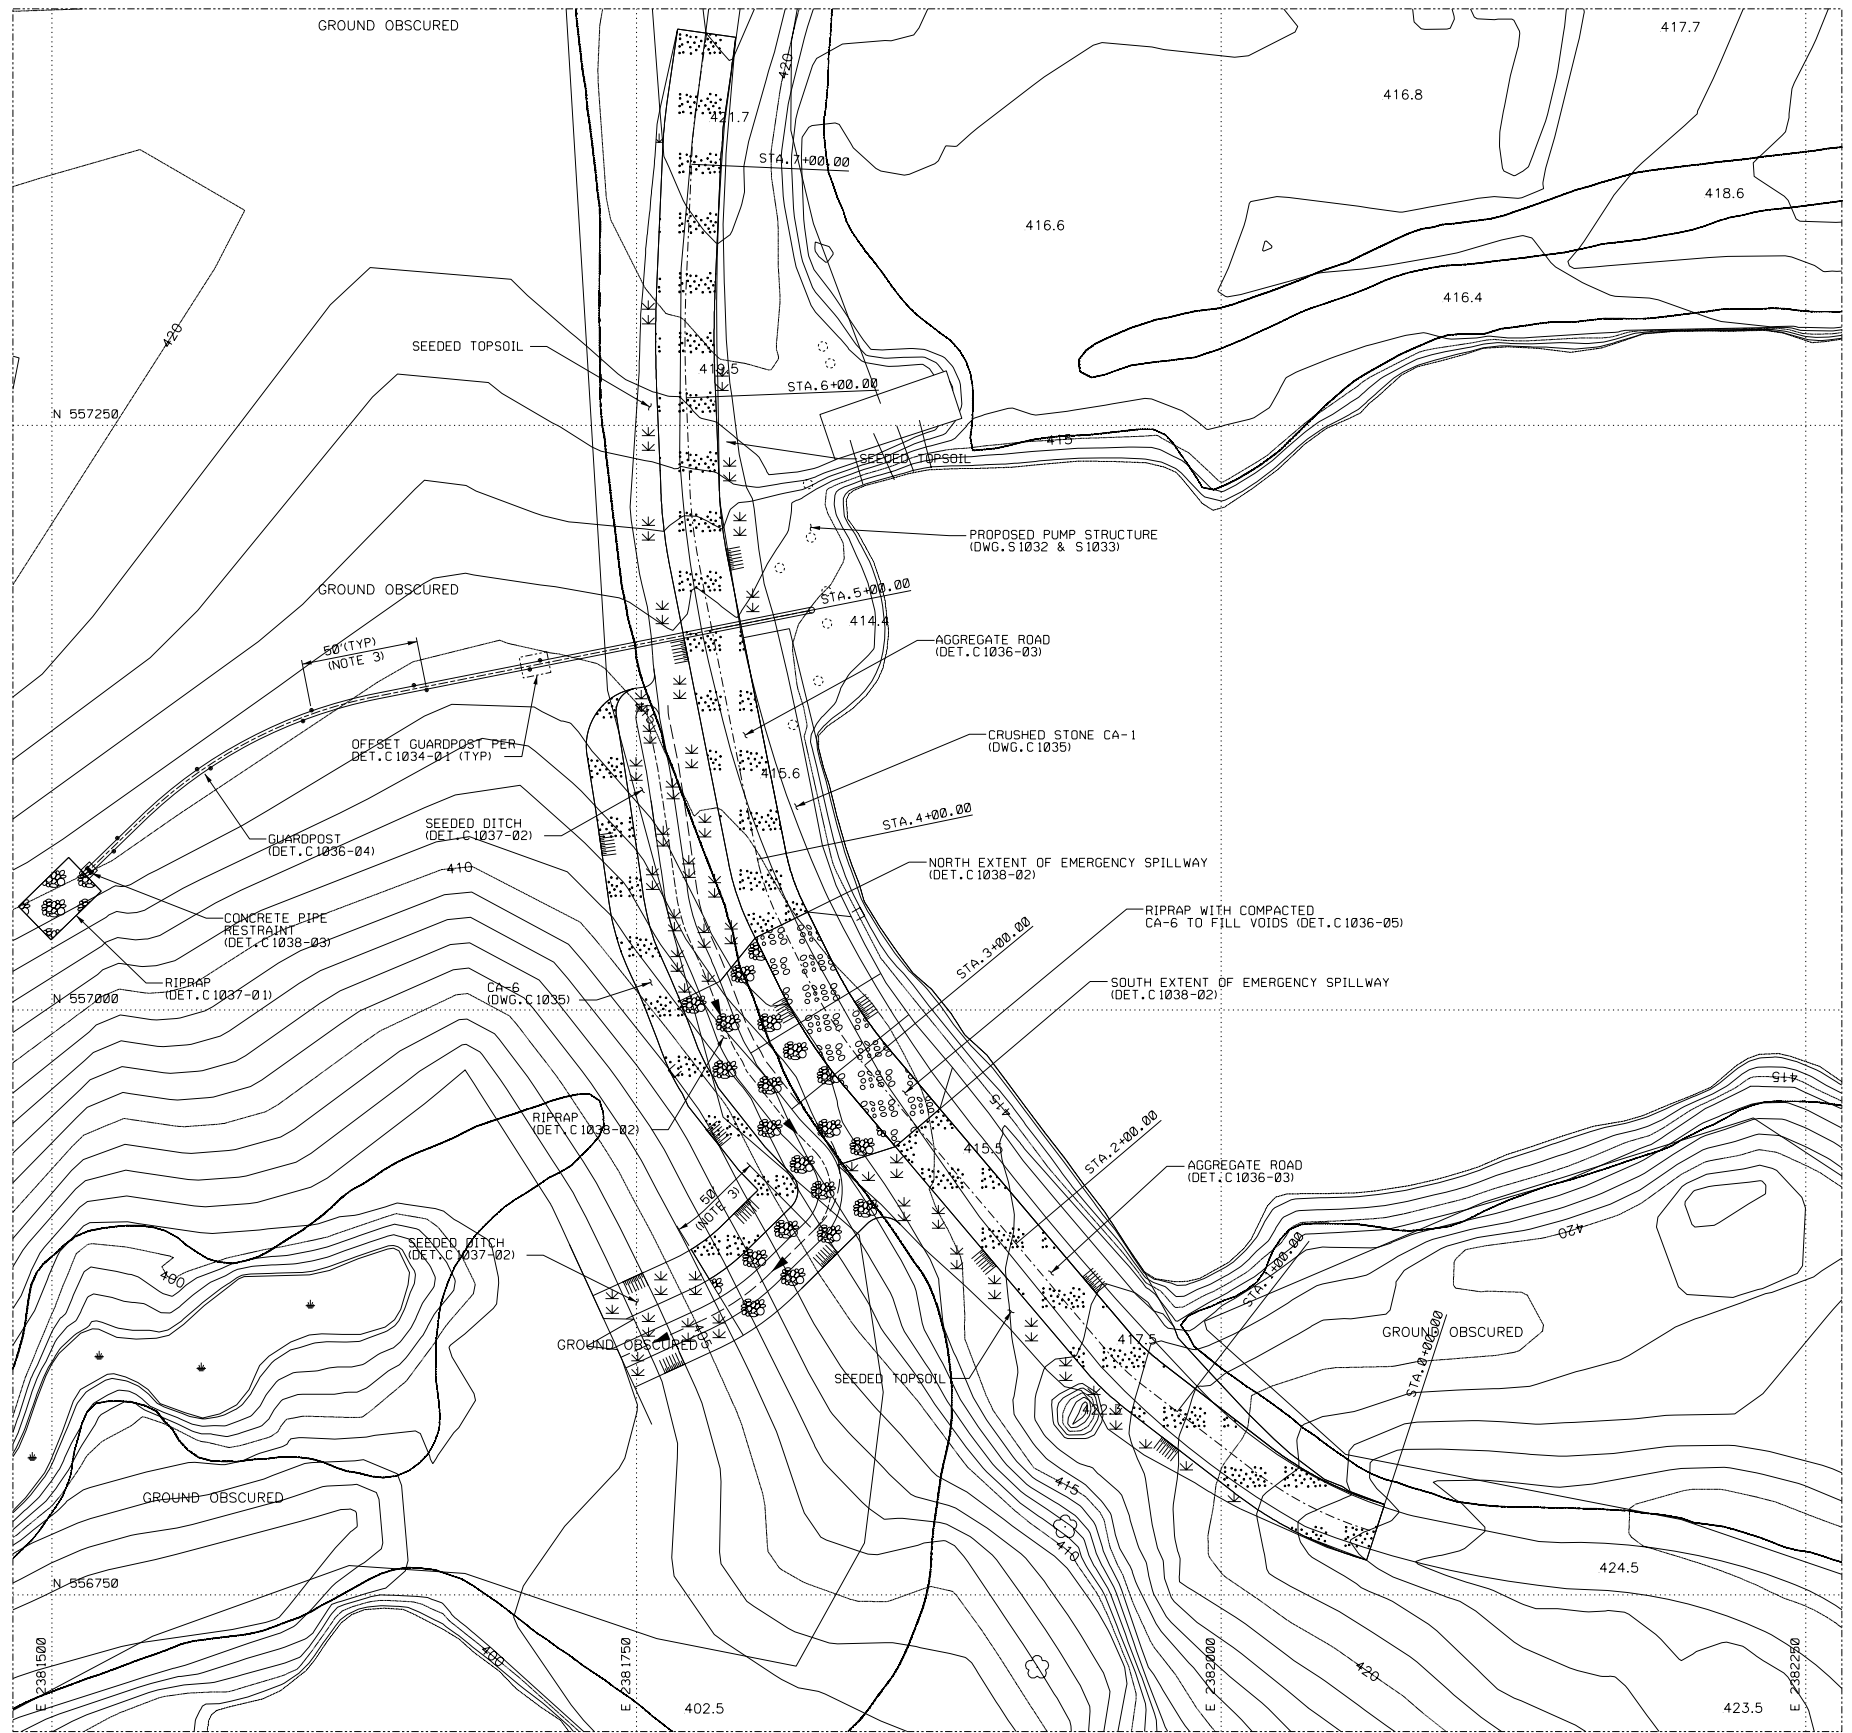 GROUND OBSCURED
417.7
420
416.8
421.7
STA.7+00.00
418.6
416.6
416.4
420
SEEDED TOPSOIL
419.5
STA.6+00.00
N 557250
415
SEEDED TOPSOIL
PROPOSED PUMP STRUCTURE
(DWG.S1032 & S1033)
GROUND OBSCURED
STA.5+00.00
414.4
50'(TYP)
(NOTE 3)
AGGREGATE ROAD
(DET.C1036-03)
OFFSET GUARDPOST PER
DET.C1034-01 (TYP)
CRUSHED STONE CA-1
(DWG.C1035)
415.6
SEEDED DITCH
(DET.C1037-02)
STA.4+00.00
GUARDPOST
(DET.C1036-04)
410
NORTH EXTENT OF EMERGENCY SPILLWAY
(DET.C1038-02)
CONCRETE PIPE
RESTRAINT
(DET.C1038-03)
RIPRAP WITH COMPACTED
CA-6 TO FILL VOIDS (DET.C1036-05)
STA.3+00.00
RIPRAP
(DET.C1037-01)
CA-6
(DWG.C1035)
SOUTH EXTENT OF EMERGENCY SPILLWAY
(DET.C1038-02)
N 557000
415
415
RIPRAP
(DET.C1038-02)
STA.2+00.00
415.5
AGGREGATE ROAD
(DET.C1036-03)
50'
(NOTE 3)
420
SEEDED DITCH
(DET.C1037-02)
STA.1+00.00
400
405
GROUND OBSCURED
417.5
GROUND OBSCURED
STA.0+00.00
SEEDED TOPSOIL
422.5
415
GROUND OBSCURED
410
424.5
N 556750
E 2381500
E 2381750
E 2382000
E 2382250
400
420
402.5
423.5